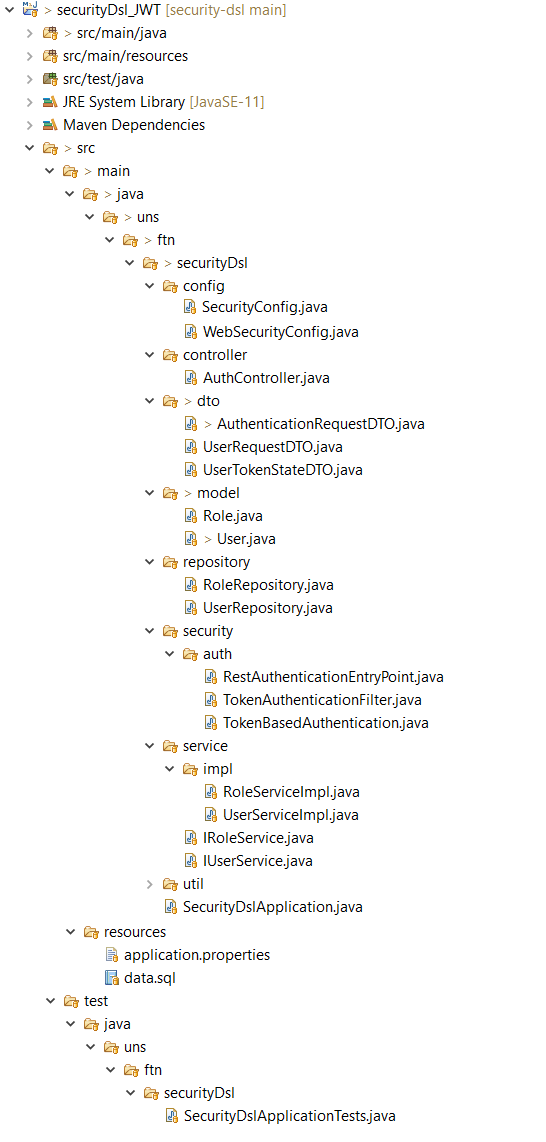 > securityDsl_JWT [security-dsl main]
> src/main/java
src/main/resources
src/test/java
JRE System Library [JavaSE-11]
Maven Dependencies
> src
> main
> java
> uns
> ftn
> securityDsl
config
SecurityConfig.java
WebSecurityConfig.java
controller
AuthController.java
> dto
> AuthenticationRequestDTO.java
UserRequestDTO.java
UserTokenStateDTO.java
> model
Role.java
> User.java
repository
RoleRepository.java
UserRepository.java
security
auth
RestAuthenticationEntryPoint.java
TokenAuthenticationFilter.java
TokenBasedAuthentication.java
service
impl
RoleServiceImpl.java
UserServiceImpl.java
IRoleService.java
IUserService.java
util
SecurityDslApplication.java
resources
application.properties
data.sql
test
java
uns
ftn
securityDsl
SecurityDslApplicationTests.java